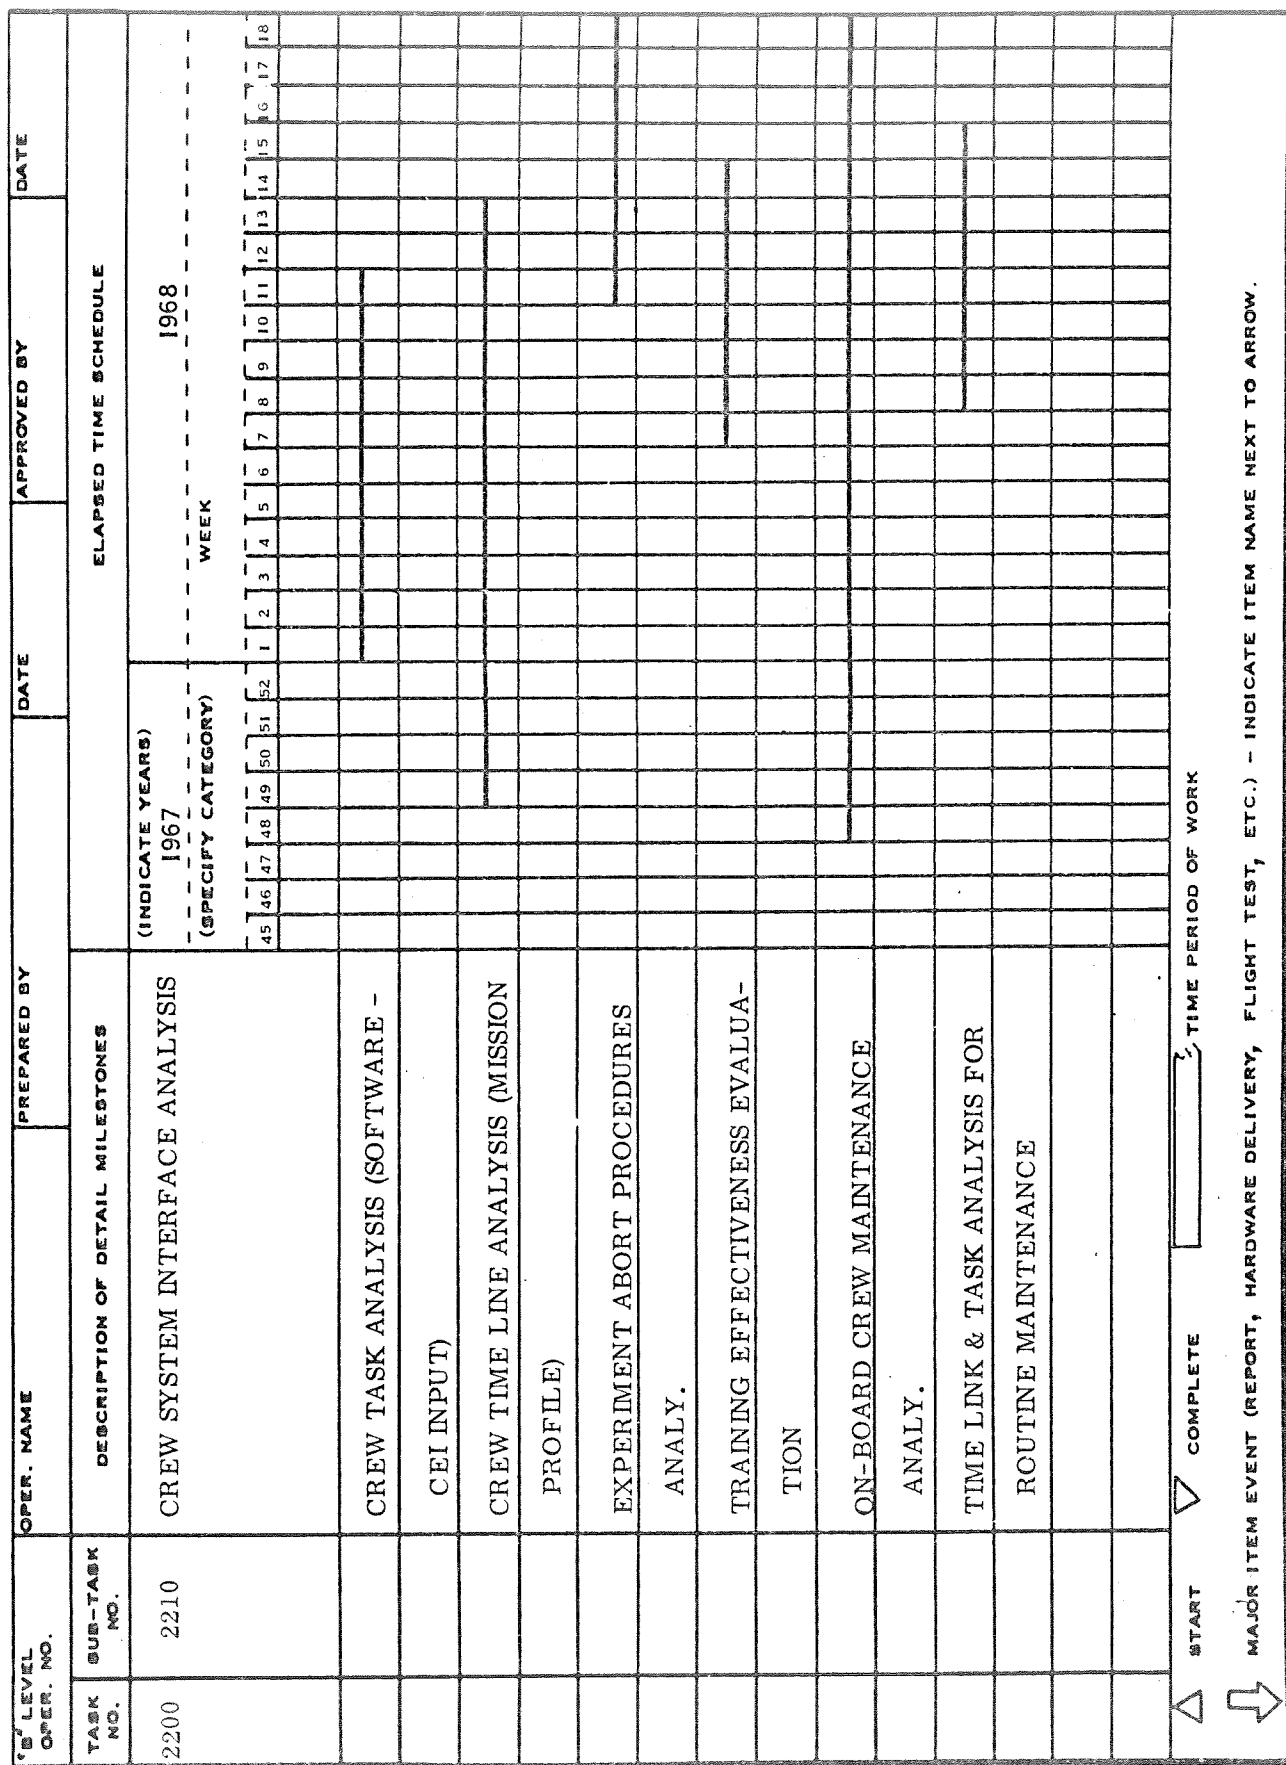 "B" LEVEL
OPER. NO.
OPER. NAME
PREPARED BY
DATE
APPROVED BY
DATE
TASK
NO.
SUB-TASK
NO.
DESCRIPTION OF DETAIL MILESTONES
ELAPSED TIME SCHEDULE
2200 2210 CREW SYSTEM INTERFACE ANALYSIS
(INDICATE YEARS)
1967 1968
(SPECIFY CATEGORY) WEEK
45 46 47 48 49 50 51 52 1 2 3 4 5 6 7 8 9 10 11 12 13 14 15 16 17 18
CREW TASK ANALYSIS (SOFTWARE -
CEI INPUT)
CREW TIME LINE ANALYSIS (MISSION
PROFILE)
EXPERIMENT ABORT PROCEDURES
ANALY.
TRAINING EFFECTIVENESS EVALUA-
TION
ON-BOARD CREW MAINTENANCE
ANALY.
TIME LINK & TASK ANALYSIS FOR
ROUTINE MAINTENANCE
START COMPLETE TIME PERIOD OF WORK
MAJOR ITEM EVENT (REPORT, HARDWARE DELIVERY, FLIGHT TEST, ETC.) - INDICATE ITEM NAME NEXT TO ARROW.